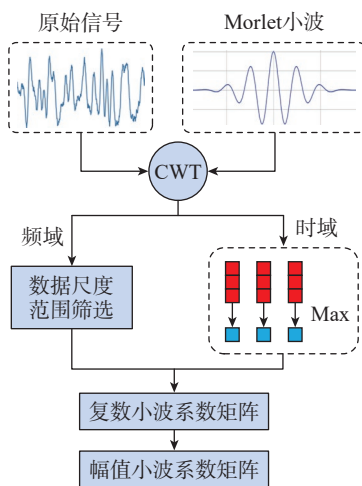 原始信号
Morlet小波
CWT
频域
时域
数据尺度
范围筛选
Max
复数小波系数矩阵
幅值小波系数矩阵